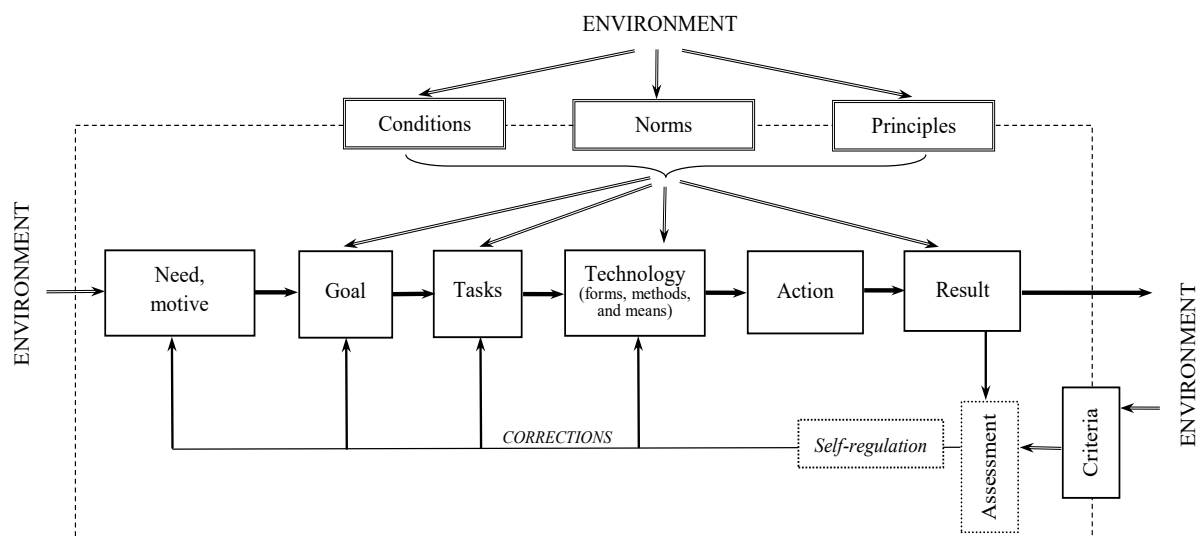 ENVIRONMENT
Conditions
Norms
Principles
ENVIRONMENT
Need,
motive
Goal
Tasks
Technology
(forms, methods,
and means)
Action
Result
ENVIRONMENT
CORRECTIONS
Self-regulation
Assessment
Criteria